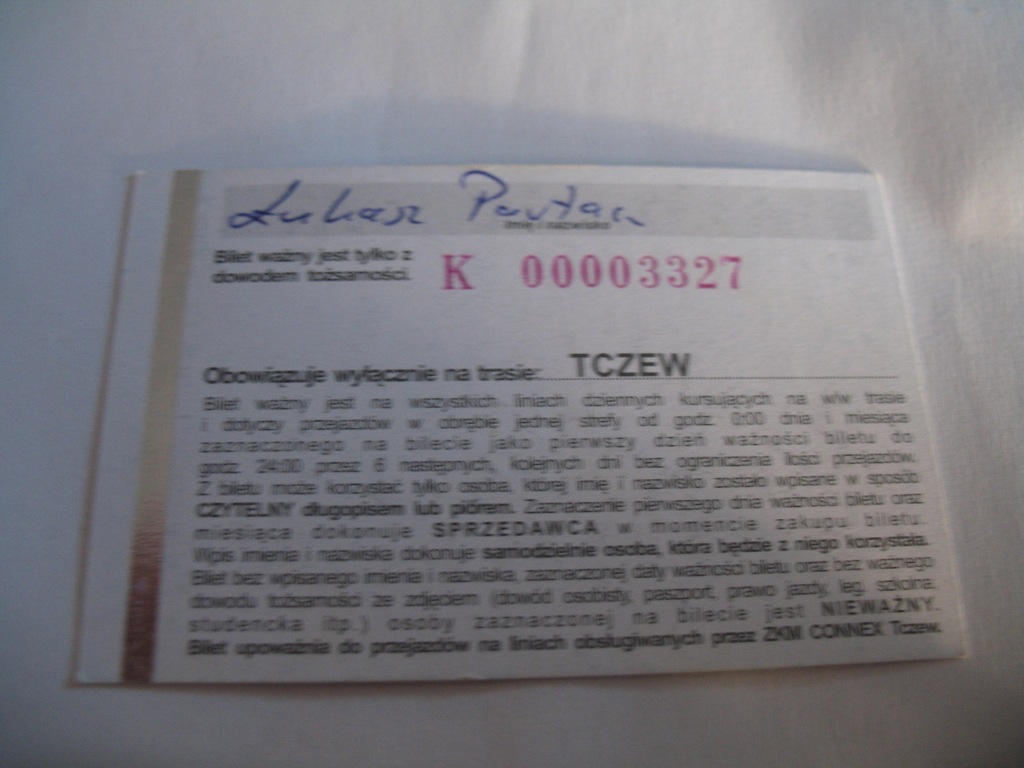 Łukasz
imię i nazwisko
Bilet ważny jest tylko z
dowodem tożsamości.
K 00003327
Obowiązuje wyłącznie na trasie: TCZEW
Bilet ważny jest na wszystkich liniach dziennych kursujących na w/w trasie
i dotyczy przejazdów w obrębie jednej strefy od godz. 0:00 dnia i miesiąca
zaznaczonego na bilecie jako pierwszy dzień ważności biletu do
godz. 24:00 przez 6 następnych, kolejnych dni bez ograniczenia ilości przejazdów.
Z biletu może korzystać tylko osoba, której imię i nazwisko zostało wpisane w sposób
CZYTELNY długopisem lub piórem. Zaznaczenie pierwszego dnia ważności biletu oraz
miesiąca dokonuje SPRZEDAWCA w momencie zakupu biletu.
Wpis imienia i nazwiska dokonuje samodzielnie osoba, która będzie z niego korzystała.
Bilet bez wpisanego imienia i nazwiska, zaznaczonej daty ważności biletu oraz bez ważnego
dowodu tożsamości ze zdjęciem (dowód osobisty, paszport, prawo jazdy, leg. szkolna,
studencka itp.) osoby zaznaczonej na bilecie jest NIEWAŻNY.
Bilet upoważnia do przejazdów na liniach obsługiwanych przez ZKM CONNEX Tczew.